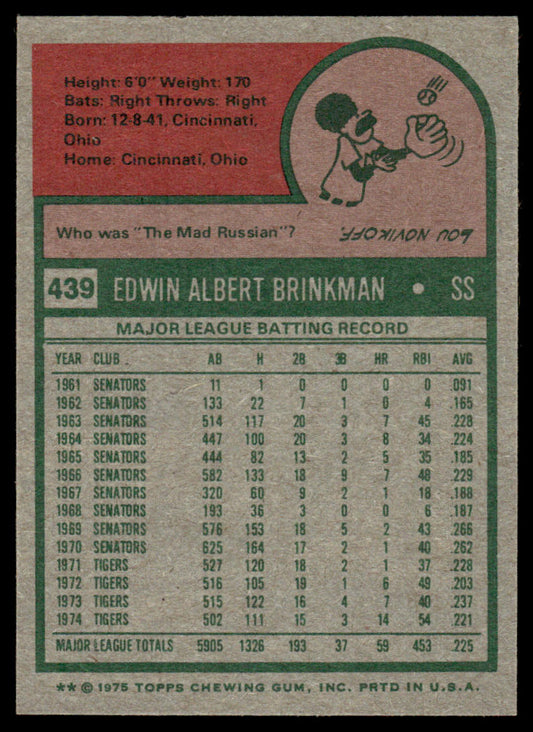 Height: 6'0" Weight: 170
Bats: Right Throws: Right
Born: 12-8-41, Cincinnati,
Ohio
Home: Cincinnati, Ohio
Who was "The Mad Russian"?
LOU NOVIKOFF.
439 EDWIN ALBERT BRINKMAN • SS
MAJOR LEAGUE BATTING RECORD
YEAR CLUB AB H 2B 3B HR RBI AVG
1961 SENATORS 11 1 0 0 0 0 .091
1962 SENATORS 133 22 7 1 0 4 .165
1963 SENATORS 514 117 20 3 7 45 .228
1964 SENATORS 447 100 20 3 8 34 .224
1965 SENATORS 444 82 13 2 5 35 .185
1966 SENATORS 582 133 18 9 7 48 .229
1967 SENATORS 320 60 9 2 1 18 .188
1968 SENATORS 193 36 3 0 0 6 .187
1969 SENATORS 576 153 18 5 2 43 .266
1970 SENATORS 625 164 17 2 1 40 .262
1971 TIGERS 527 120 18 2 1 37 .228
1972 TIGERS 516 105 19 1 6 49 .203
1973 TIGERS 515 122 16 4 7 40 .237
1974 TIGERS 502 111 15 3 14 54 .221
MAJOR LEAGUE TOTALS 5905 1326 193 37 59 453 .225
** © 1975 TOPPS CHEWING GUM, INC. PRTD IN U.S.A.